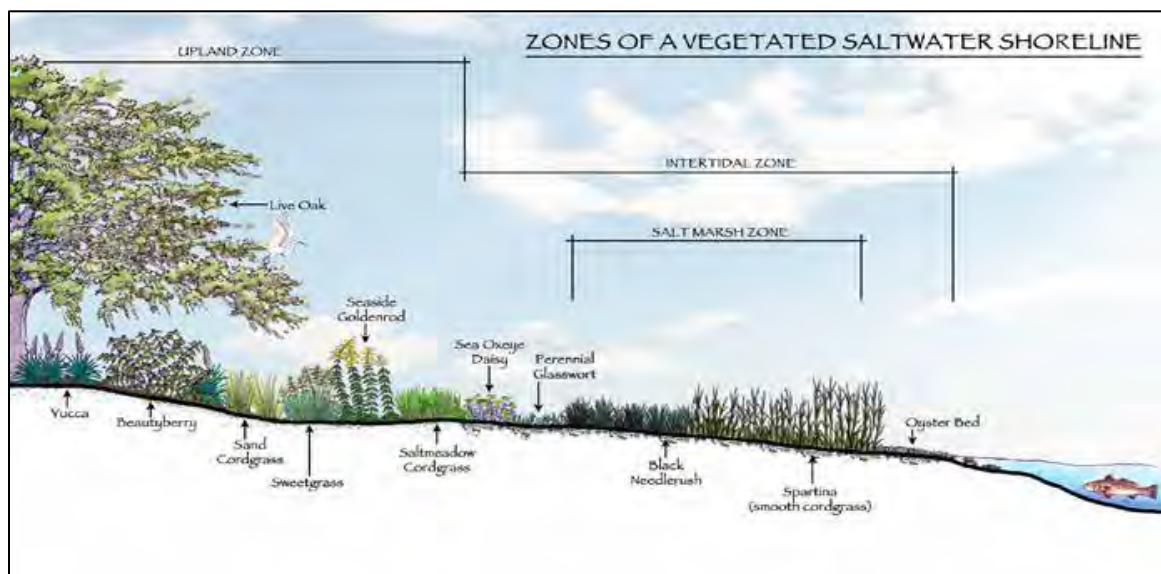 ZONES OF A VEGETATED SALTWATER SHORELINE
UPLAND ZONE
INTERTIDAL ZONE
SALT MARSH ZONE
Live Oak
Seaside
Goldenrod
Sea Oxeye
Daisy
Perennial
Glasswort
Oyster Bed
Yucca
Beautyberry
Sand
Cordgrass
Sweetgrass
Saltmeadow
Cordgrass
Black
Needlerush
Spartina
(smooth cordgrass)